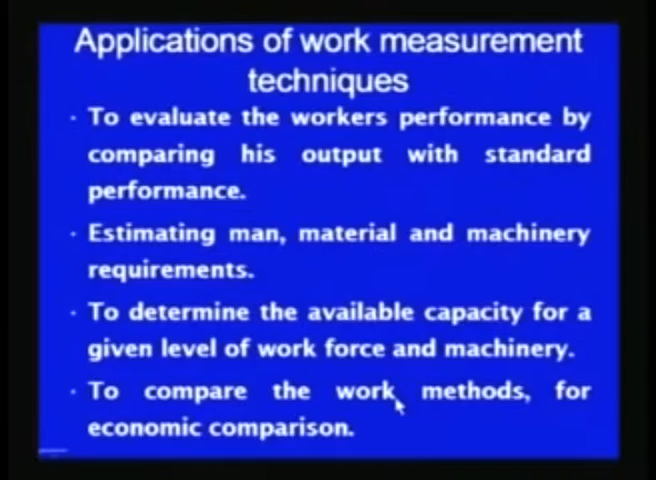 Applications of work measurement
techniques
· To evaluate the workers performance by
comparing his output with standard
performance.
· Estimating man, material and machinery
requirements.
· To determine the available capacity for a
given level of work force and machinery.
· To compare the work methods, for
economic comparison.